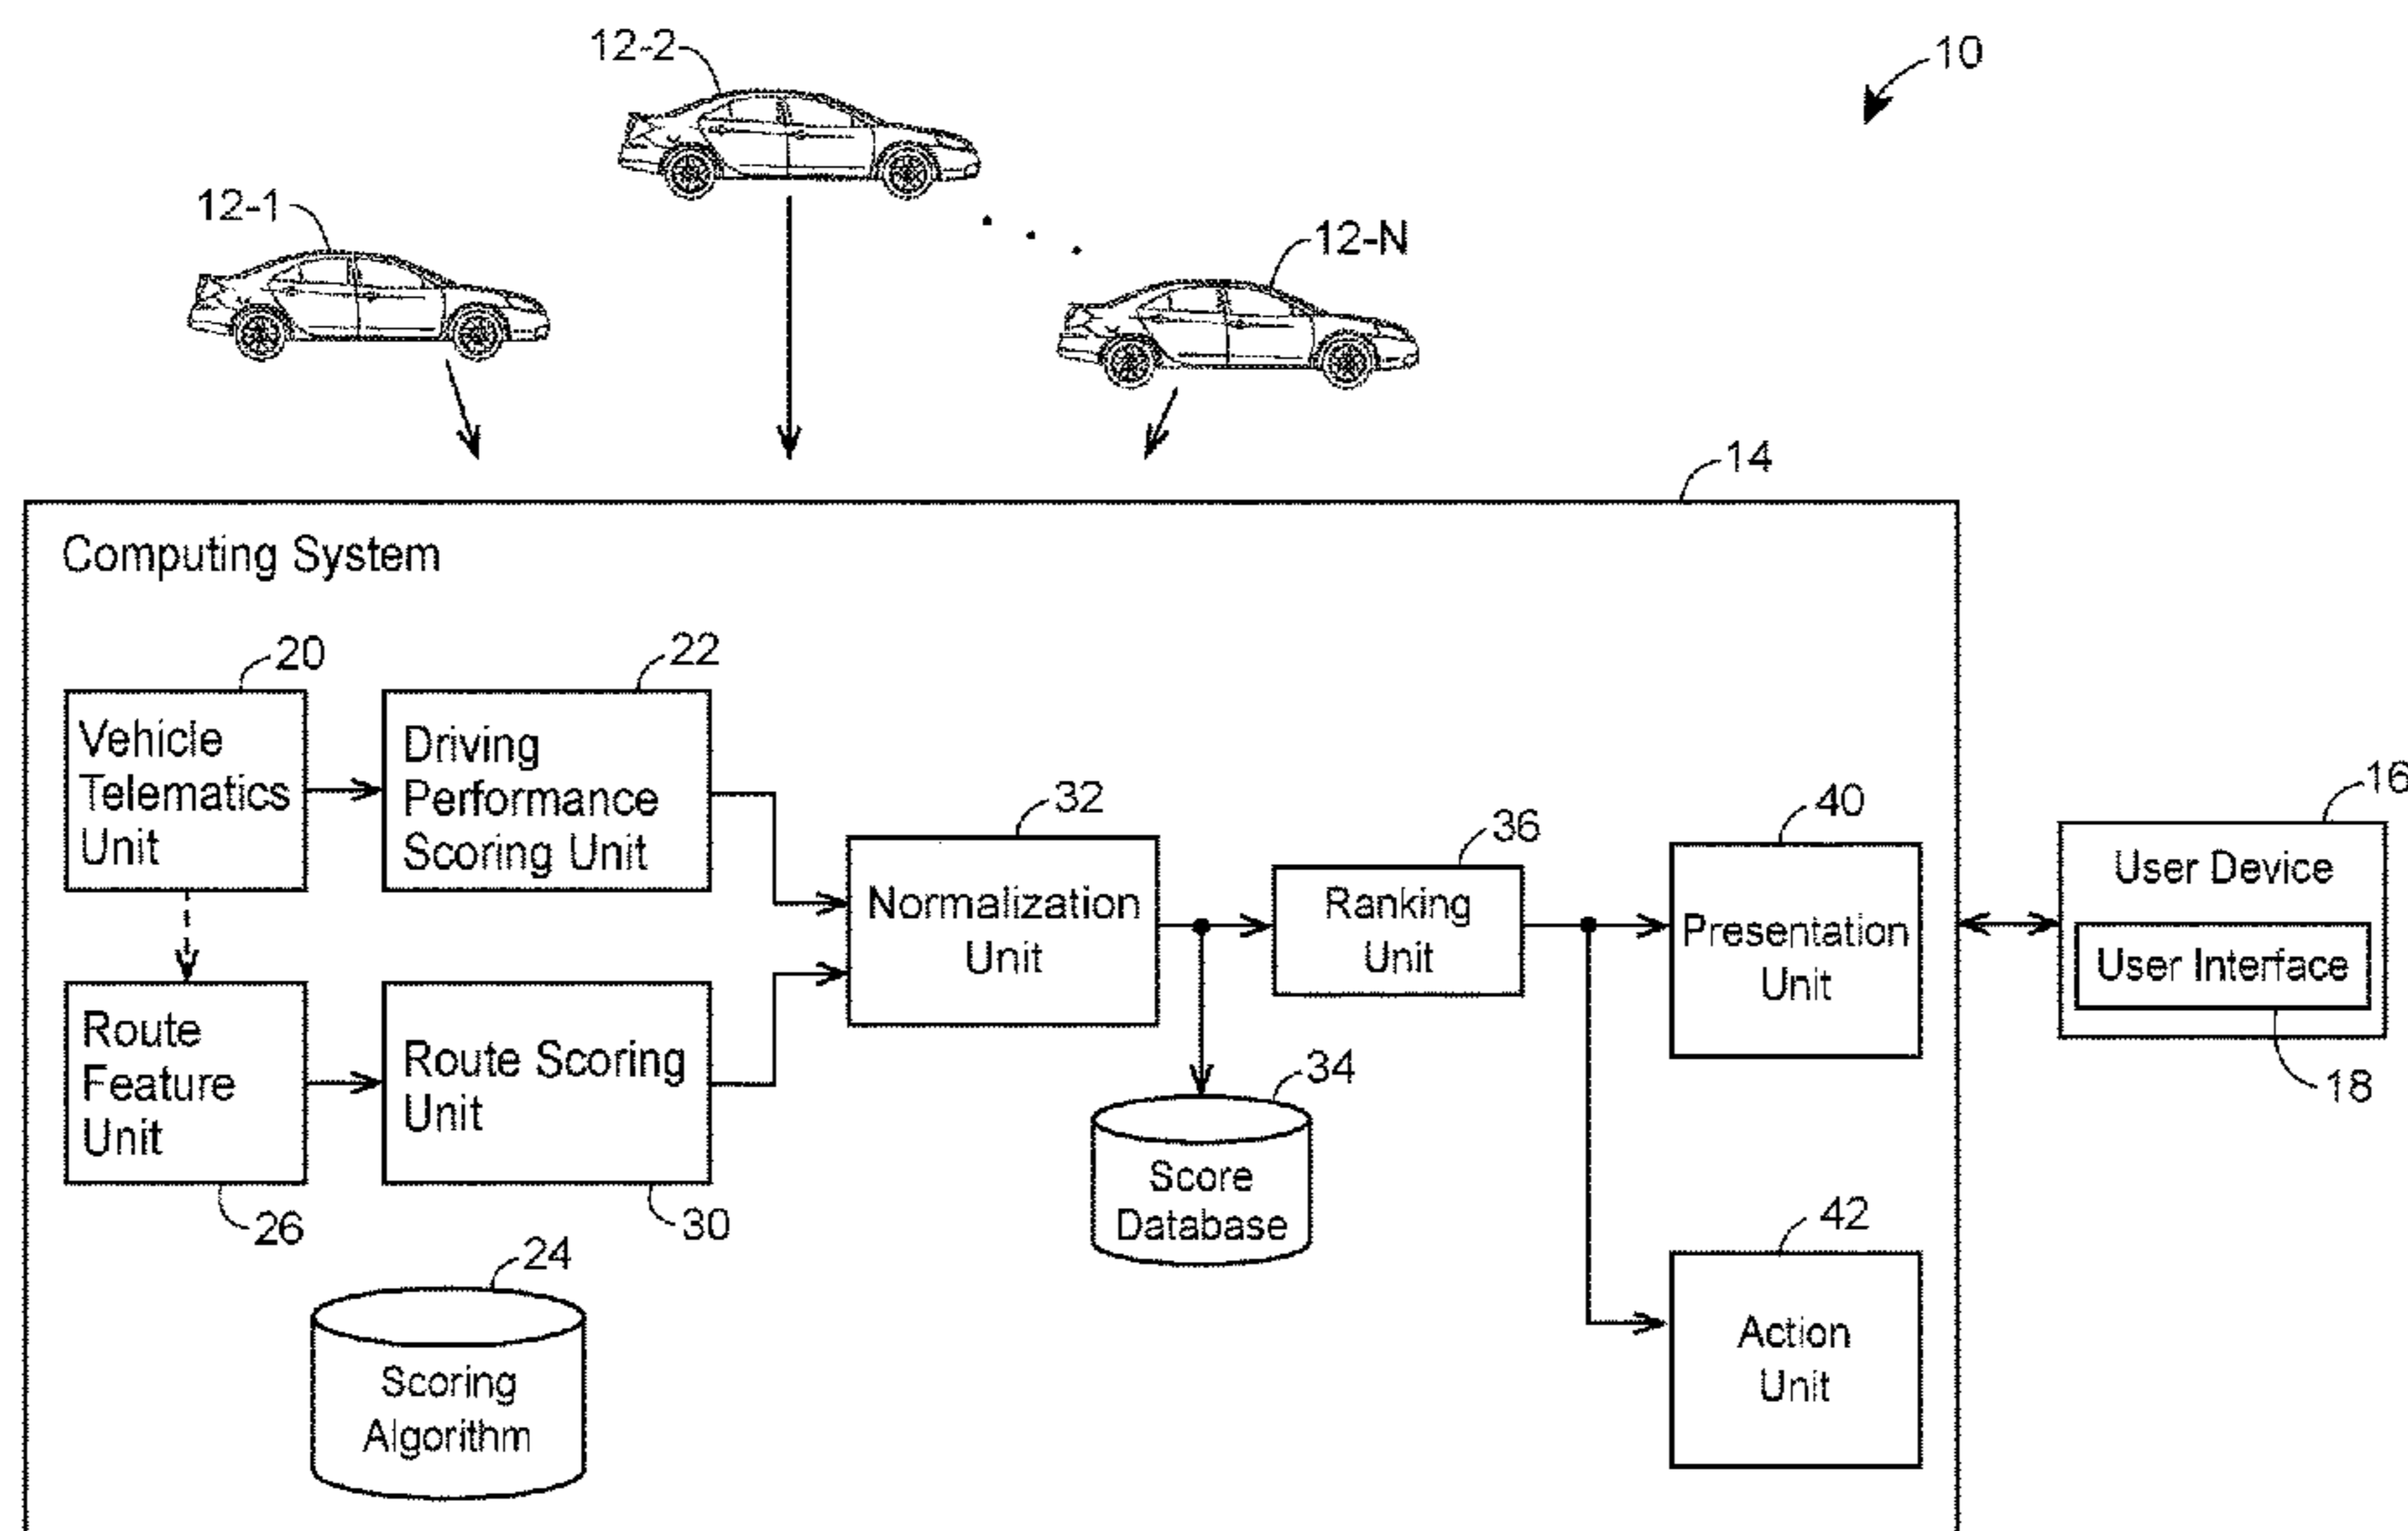 12-2
10
12-1
12-N
14
Computing System
20
22
Vehicle
Telematics
Unit
Driving
Performance
Scoring Unit
32
36
40
16
Normalization
Unit
Ranking
Unit
Presentation
Unit
User Device
User Interface
18
Route
Feature
Unit
Route Scoring
Unit
34
Score
Database
26
30
24
Scoring
Algorithm
42
Action
Unit